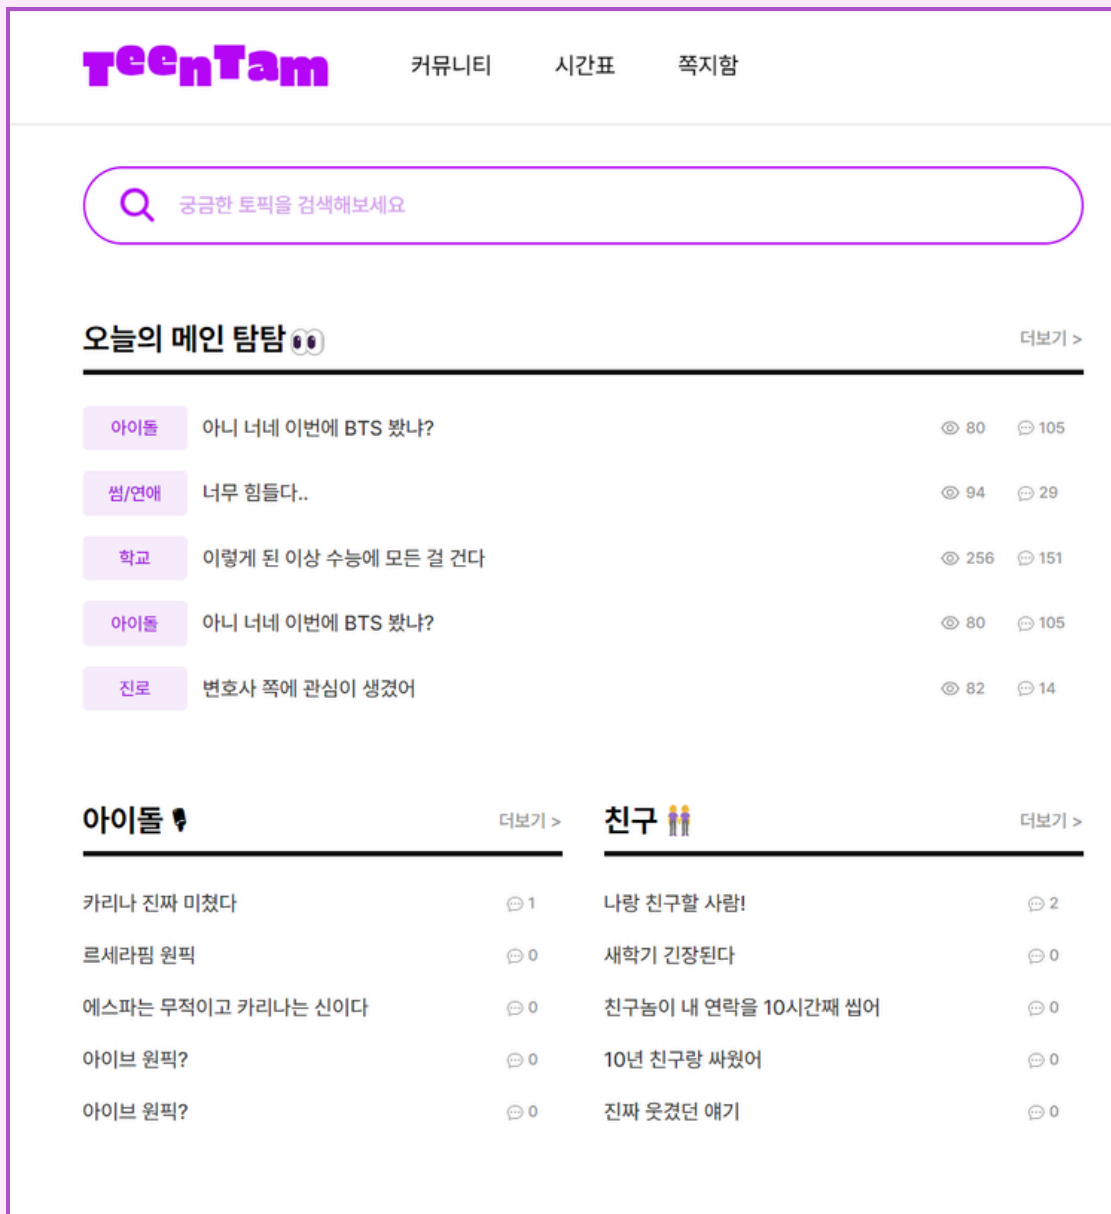 TeenTam 커뮤니티 시간표 쪽지함
궁금한 토픽을 검색해보세요
오늘의 메인 탐탐 더보기 >
아이돌 아니 너네 이번에 BTS 봤냐? 80 105
썸/연애 너무 힘들다.. 94 29
학교 이렇게 된 이상 수능에 모든 걸 건다 256 151
아이돌 아니 너네 이번에 BTS 봤냐? 80 105
진로 변호사 쪽에 관심이 생겼어 82 14
아이돌 더보기 >
카리나 진짜 미쳤다 1
르세라핌 원픽 0
에스파는 무적이고 카리나는 신이다 0
아이브 원픽? 0
아이브 원픽? 0
친구 더보기 >
나랑 친구할 사람! 2
새학기 긴장된다 0
친구놈이 내 연락을 10시간째 씹어 0
10년 친구랑 싸웠어 0
진짜 웃겼던 얘기 0